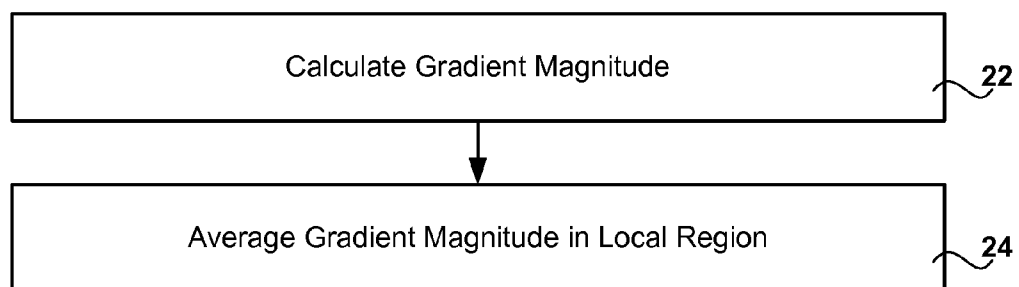 Calculate Gradient Magnitude
22
Average Gradient Magnitude in Local Region
24